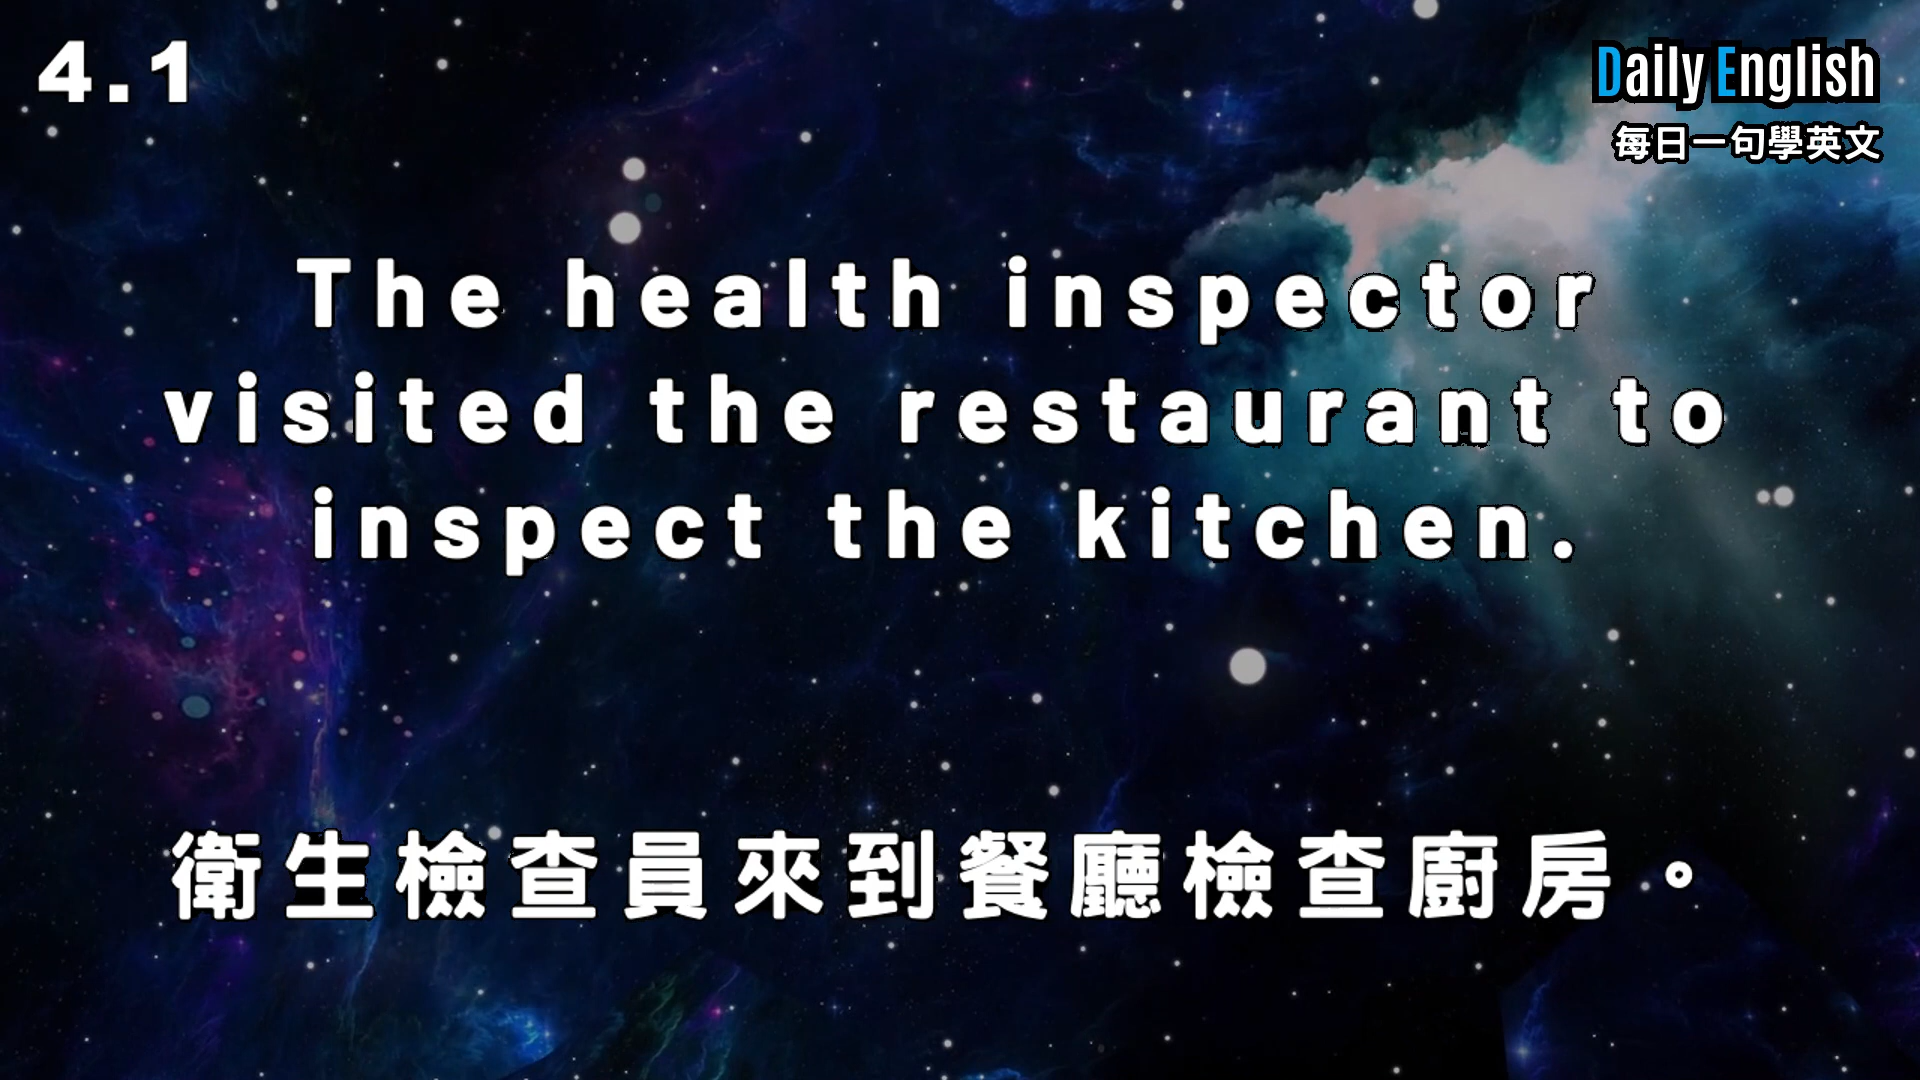 4.1
Daily English
每日一句學英文
The health inspector
visited the restaurant to
inspect the kitchen.
衛生檢查員來到餐廳檢查廚房。